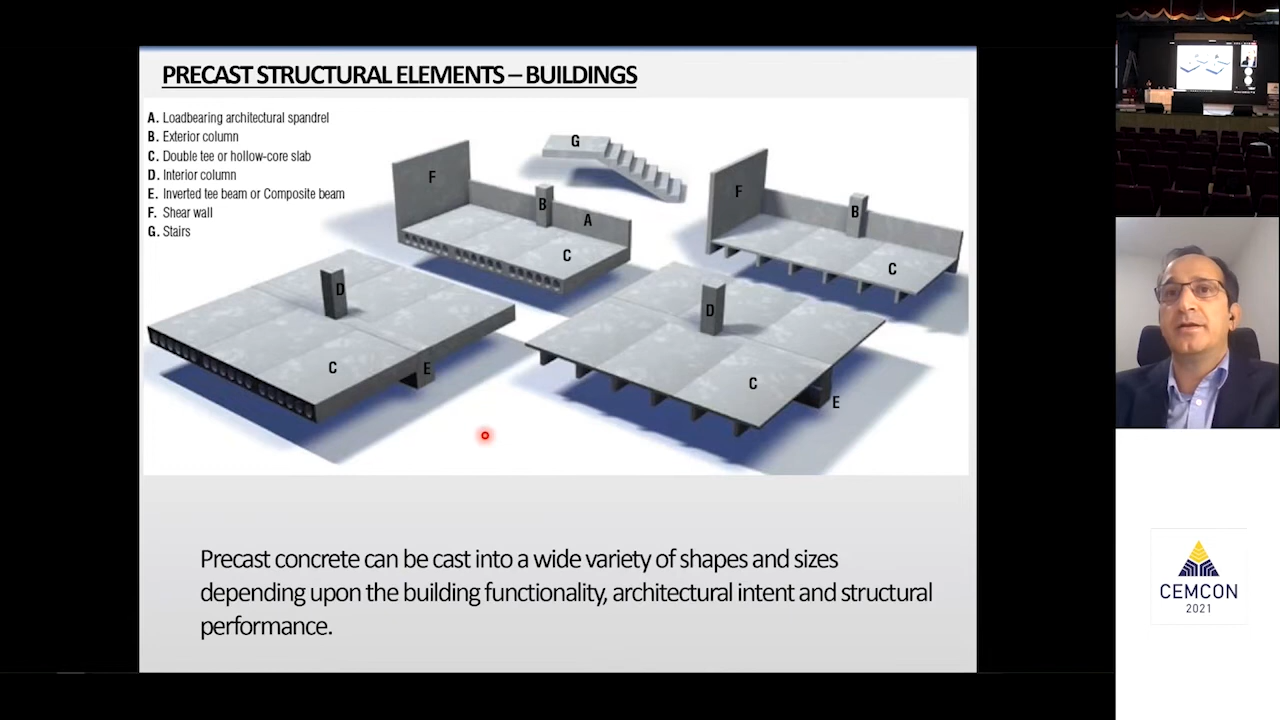 PRECAST STRUCTURAL ELEMENTS – BUILDINGS
A. Loadbearing architectural spandrel
B. Exterior column
C. Double tee or hollow-core slab
D. Interior column
E. Inverted tee beam or Composite beam
F. Shear wall
G. Stairs
G
F
B
A
C
F
B
C
D
C
E
D
C
E
Precast concrete can be cast into a wide variety of shapes and sizes
depending upon the building functionality, architectural intent and structural
performance.
CEMCON
2021